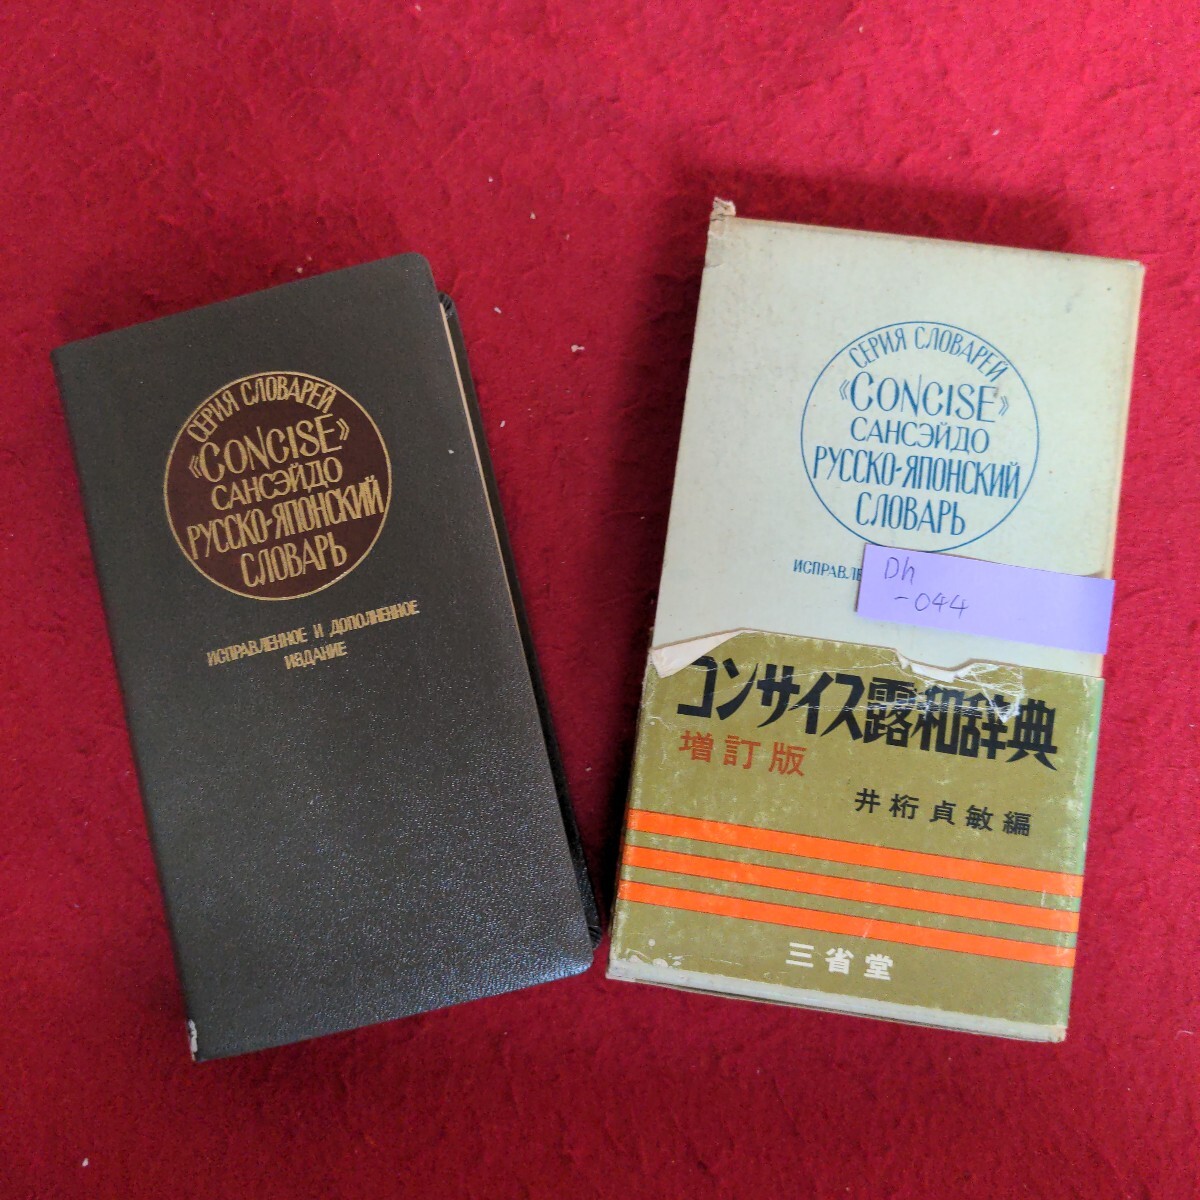 СЕРИЯ СЛОВАРЕЙ
«CONCISE»
САНСЭЙДО
РУССКО-ЯПОНСКИЙ
СЛОВАРЬ
ИСПРАВЛЕННОЕ И ДОПОЛНЕННОЕ
ИЗДАНИЕ
СЕРИЯ СЛОВАРЕЙ
«CONCISE»
САНСЭЙДО
РУССКО-ЯПОНСКИЙ
СЛОВАРЬ
Dh
-044
コンサイス露和辞典
増訂版
井桁貞敏編
三省堂